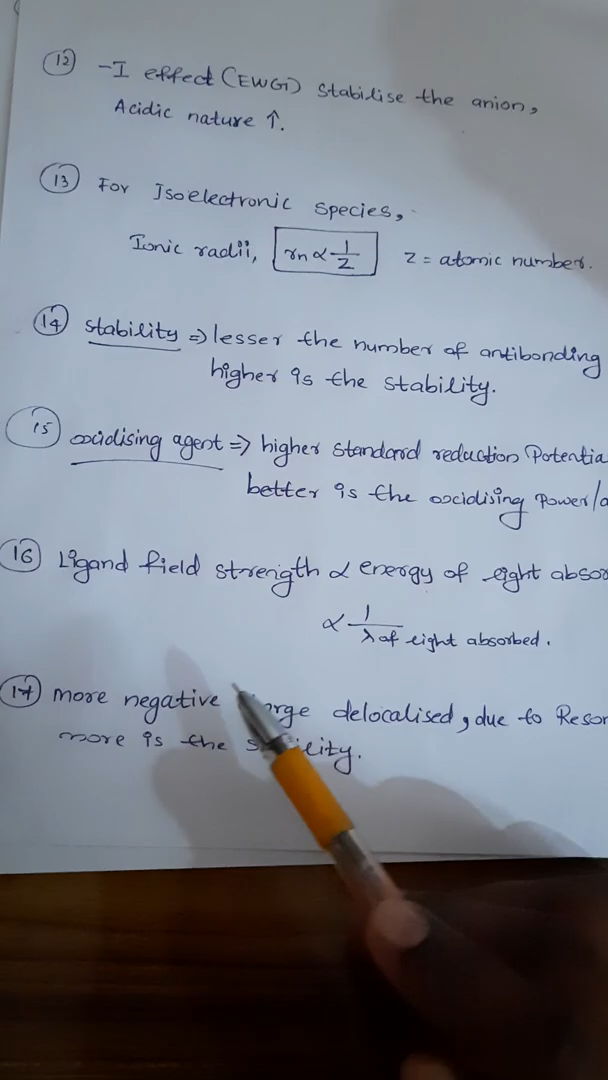 12 -I effect (EWG) Stabilise the anion,
Acidic nature ↑.
13 For Isoelectronic species,
Ionic radii, rn ∝ 1/Z Z = atomic number.
14 stability ⇒ lesser the number of antibonding
higher is the stability.
15 oxidising agent ⇒ higher standard reduction Potentia
better is the oxidising Power/a
16 Ligand field strength ∝ energy of light absor
∝ 1/λ of light absorbed.
17 more negative delocalised, due to Reson
more is the